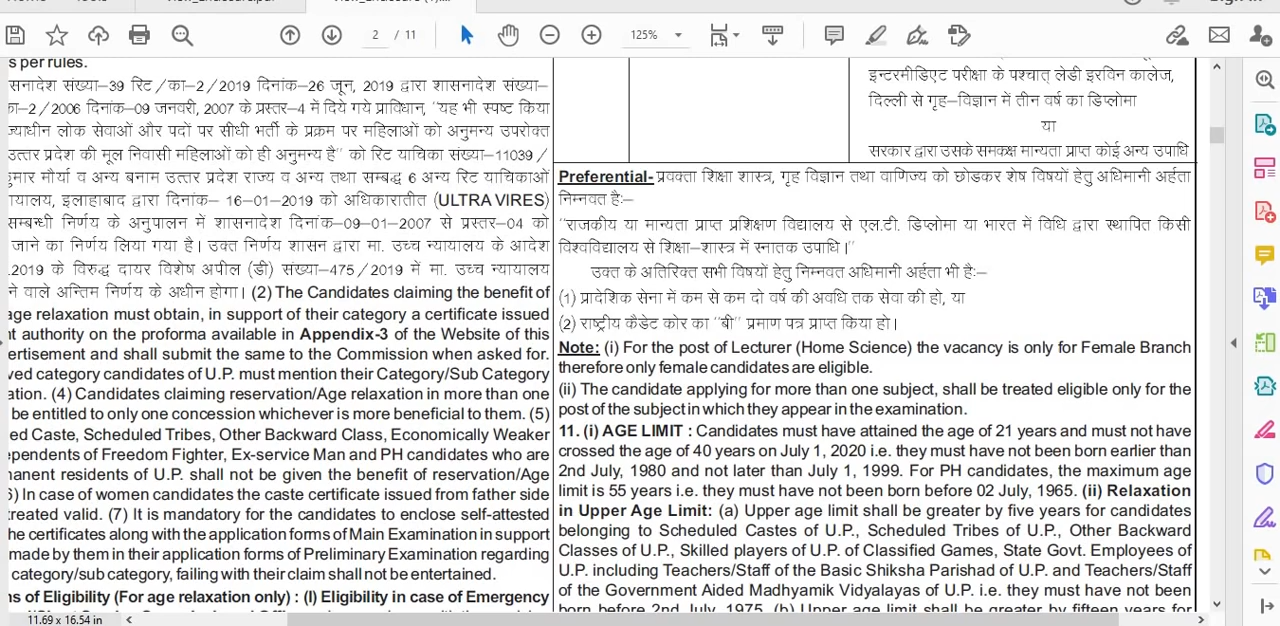 2 / 11
125%
s per rules.
सनादेश संख्या–39 रिट/का–2/2019 दिनांक–26 जून, 2019 द्वारा शासनादेश संख्या–
का–2/2006 दिनांक–09 जनवरी, 2007 के प्रस्तर–4 में दिये गये प्राविधान, "यह भी स्पष्ट किया
ज्याधीन लोक सेवाओं और पदों पर सीधी भर्ती के प्रक्रम पर महिलाओं को अनुमन्य उपरोक्त
उत्तर प्रदेश की मूल निवासी महिलाओं को ही अनुमन्य है" को रिट याचिका संख्या–11039/
कुमार मौर्या व अन्य बनाम उत्तर प्रदेश राज्य व अन्य तथा सम्बद्ध 6 अन्य रिट याचिकाओं
यायालय, इलाहाबाद द्वारा दिनांक– 16–01–2019 को अधिकारातीत (ULTRA VIRES)
सम्बन्धी निर्णय के अनुपालन में शासनादेश दिनांक–09–01–2007 से प्रस्तर–04 को
जाने का निर्णय लिया गया है। उक्त निर्णय शासन द्वारा मा. उच्च न्यायालय के आदेश
.2019 के विरुद्ध दायर विशेष अपील (डी) संख्या–475/2019 में मा. उच्च न्यायालय
ने वाले अन्तिम निर्णय के अधीन होगा। (2) The Candidates claiming the benefit of
age relaxation must obtain, in support of their category a certificate issued
t authority on the proforma available in Appendix-3 of the Website of this
ertisement and shall submit the same to the Commission when asked for.
ved category candidates of U.P. must mention their Category/Sub Category
ation. (4) Candidates claiming reservation/Age relaxation in more than one
be entitled to only one concession whichever is more beneficial to them. (5)
ed Caste, Scheduled Tribes, Other Backward Class, Economically Weaker
ependents of Freedom Fighter, Ex-service Man and PH candidates who are
anent residents of U.P. shall not be given the benefit of reservation/Age
6) In case of women candidates the caste certificate issued from father side
treated valid. (7) It is mandatory for the candidates to enclose self-attested
he certificates along with the application forms of Main Examination in support
made by them in their application forms of Preliminary Examination regarding
category/sub category, failing with their claim shall not be entertained.
ns of Eligibility (For age relaxation only) : (I) Eligibility in case of Emergency
इन्टरमीडिएट परीक्षा के पश्चात् लेडी इरविन कालेज,
दिल्ली से गृह–विज्ञान में तीन वर्ष का डिप्लोमा
या
सरकार द्वारा उसके समकक्ष मान्यता प्राप्त कोई अन्य उपाधि
Preferential- प्रवक्ता शिक्षा शास्त्र, गृह विज्ञान तथा वाणिज्य को छोडकर शेष विषयों हेतु अधिमानी अर्हता
निम्नवत है:–
"राजकीय या मान्यता प्राप्त प्रशिक्षण विद्यालय से एल.टी. डिप्लोमा या भारत में विधि द्वारा स्थापित किसी
विश्वविद्यालय से शिक्षा–शास्त्र में स्नातक उपाधि।"
उक्त के अतिरिक्त सभी विषयों हेतु निम्नवत अधिमानी अर्हता भी है:–
(1) प्रादेशिक सेना में कम से कम दो वर्ष की अवधि तक सेवा की हो, या
(2) राष्ट्रीय कैडेट कोर का "बी" प्रमाण पत्र प्राप्त किया हो।
Note: (i) For the post of Lecturer (Home Science) the vacancy is only for Female Branch
therefore only female candidates are eligible.
(ii) The candidate applying for more than one subject, shall be treated eligible only for the
post of the subject in which they appear in the examination.
11. (i) AGE LIMIT : Candidates must have attained the age of 21 years and must not have
crossed the age of 40 years on July 1, 2020 i.e. they must have not been born earlier than
2nd July, 1980 and not later than July 1, 1999. For PH candidates, the maximum age
limit is 55 years i.e. they must have not been born before 02 July, 1965. (ii) Relaxation
in Upper Age Limit: (a) Upper age limit shall be greater by five years for candidates
belonging to Scheduled Castes of U.P., Scheduled Tribes of U.P., Other Backward
Classes of U.P., Skilled players of U.P. of Classified Games, State Govt. Employees of
U.P. including Teachers/Staff of the Basic Shiksha Parishad of U.P. and Teachers/Staff
of the Government Aided Madhyamik Vidyalayas of U.P. i.e. they must have not been
born before 2nd July, 1975. (b) Upper age limit shall be greater by fifteen years for
11.69 x 16.54 in